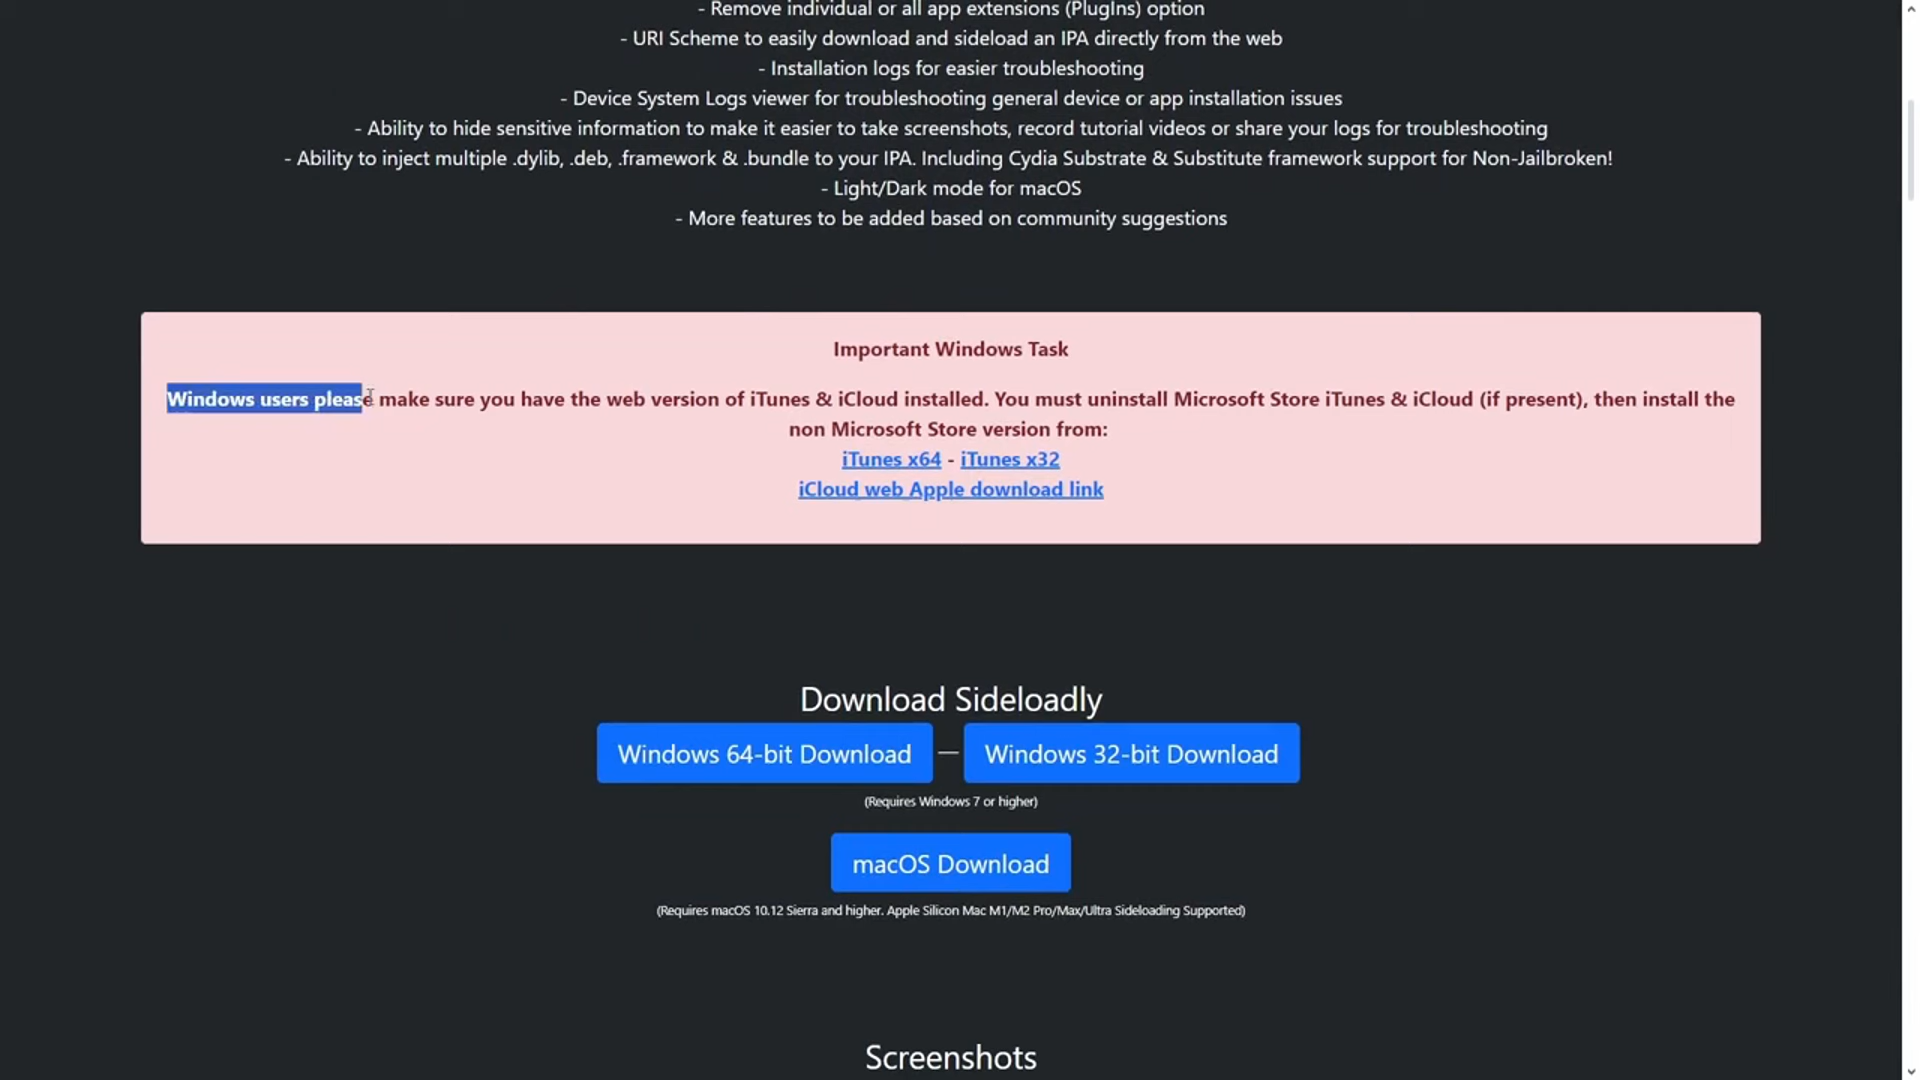 - Remove individual or all app extensions (PlugIns) option
- URI Scheme to easily download and sideload an IPA directly from the web
- Installation logs for easier troubleshooting
- Device System Logs viewer for troubleshooting general device or app installation issues
- Ability to hide sensitive information to make it easier to take screenshots, record tutorial videos or share your logs for troubleshooting
- Ability to inject multiple .dylib, .deb, .framework & .bundle to your IPA. Including Cydia Substrate & Substitute framework support for Non-Jailbroken!
- Light/Dark mode for macOS
- More features to be added based on community suggestions
Important Windows Task
Windows users please make sure you have the web version of iTunes & iCloud installed. You must uninstall Microsoft Store iTunes & iCloud (if present), then install the
non Microsoft Store version from:
iTunes x64 - iTunes x32
iCloud web Apple download link
Download Sideloadly
Windows 64-bit Download — Windows 32-bit Download
(Requires Windows 7 or higher)
macOS Download
(Requires macOS 10.12 Sierra and higher. Apple Silicon Mac M1/M2 Pro/Max/Ultra Sideloading Supported)
Screenshots